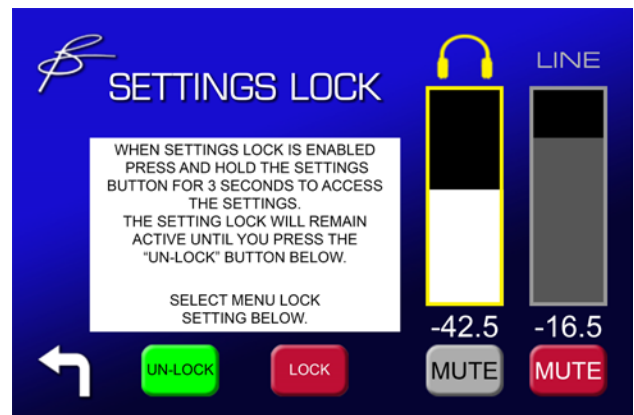 SETTINGS LOCK
WHEN SETTINGS LOCK IS ENABLED
PRESS AND HOLD THE SETTINGS
BUTTON FOR 3 SECONDS TO ACCESS
THE SETTINGS.
THE SETTING LOCK WILL REMAIN
ACTIVE UNTIL YOU PRESS THE
“UN-LOCK” BUTTON BELOW.
SELECT MENU LOCK
SETTING BELOW.
UN-LOCK
LOCK
LINE
-42.5
-16.5
MUTE
MUTE